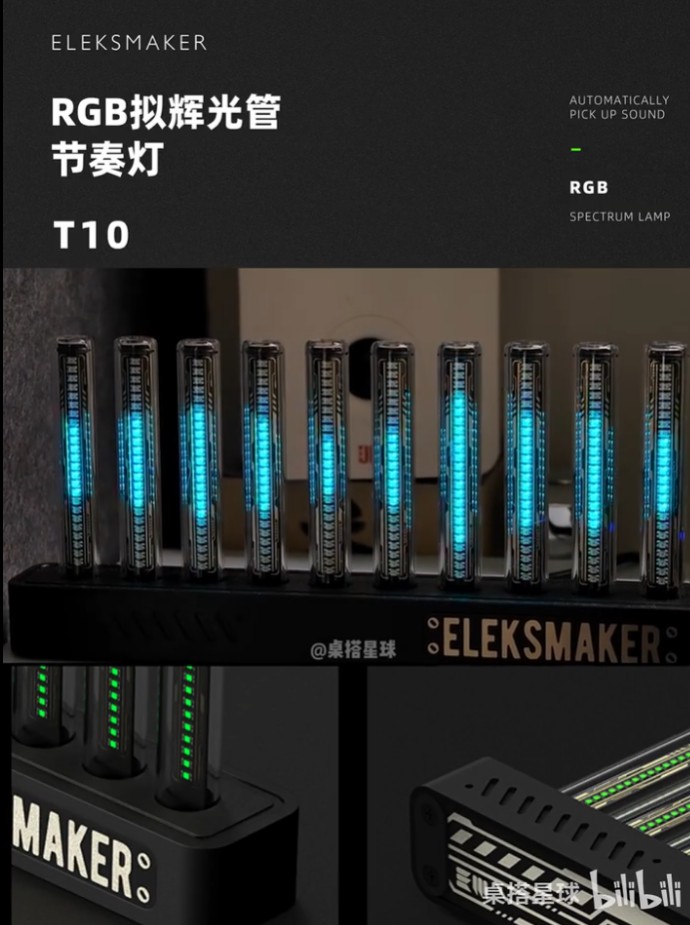 ELEKSMAKER
RGB拟辉光管
节奏灯
T10
AUTOMATICALLY
PICK UP SOUND
RGB
SPECTRUM LAMP
@桌搭星球
ELEKSMAKER
MAKER
桌搭星球 bilibili